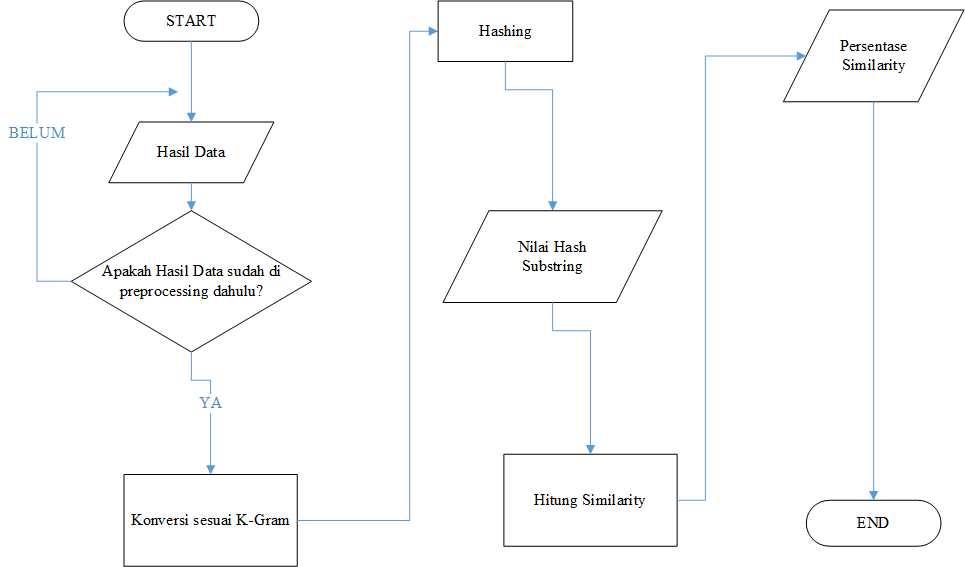 START
BELUM
Hasil Data
Apakah Hasil Data sudah di
preprocessing dahulu?
YA
Konversi sesuai K-Gram
Hashing
Nilai Hash
Substring
Hitung Similarity
Persentase
Similarity
END